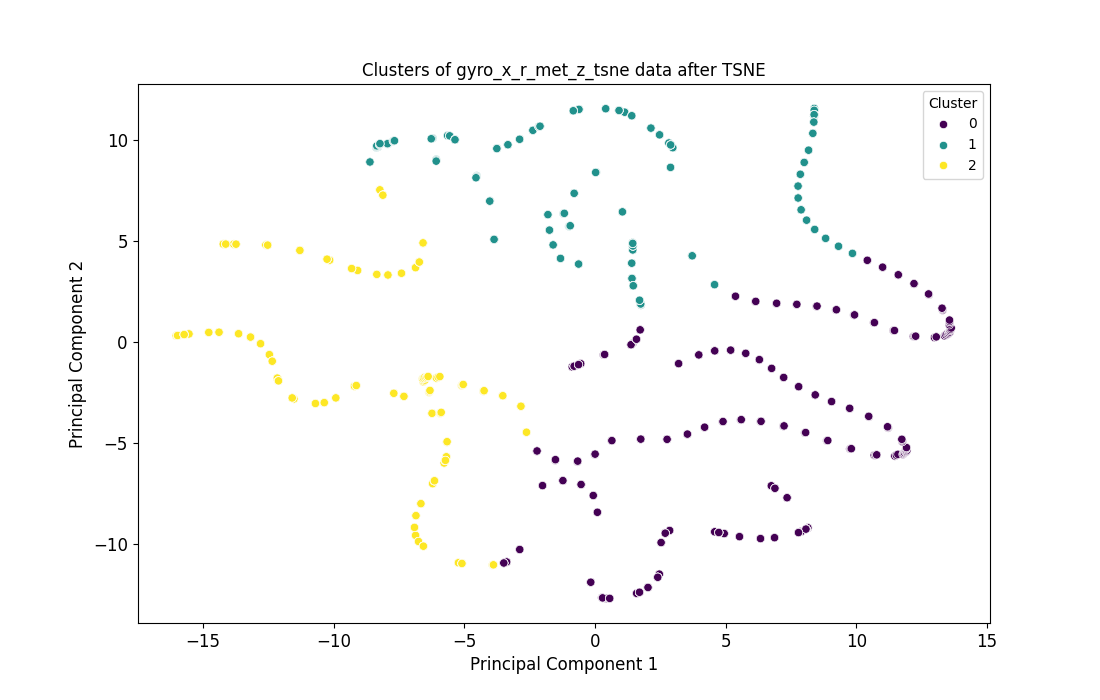 Clusters of gyro_x_r_met_z_tsne data after TSNE
Cluster
0
1
2
Principal Component 2
10
5
0
−5
−10
−15 −10 −5 0 5 10 15
Principal Component 1